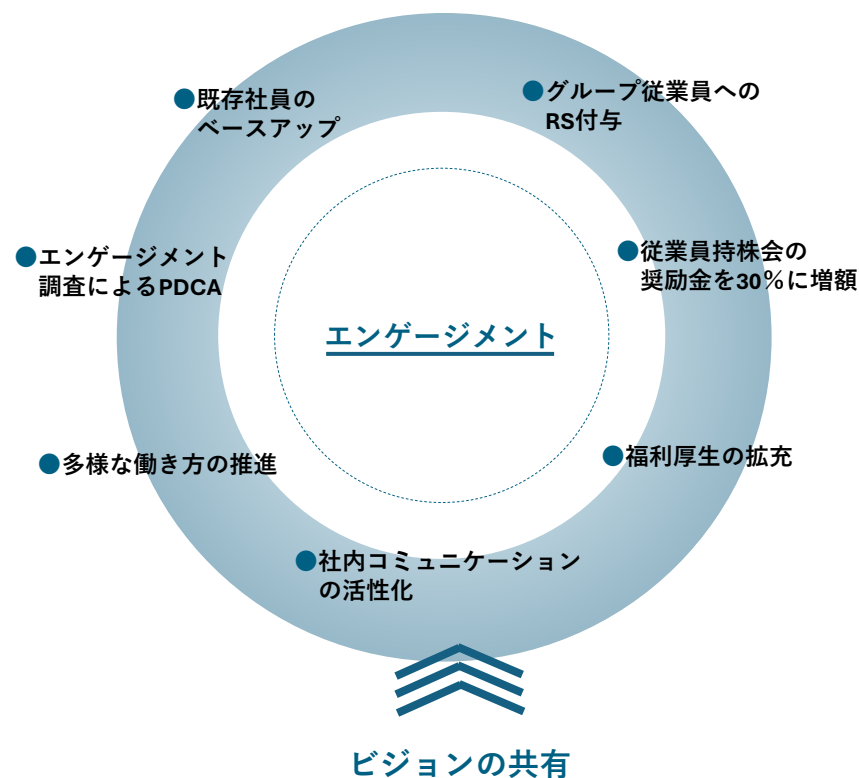 ●既存社員の
ベースアップ
●グループ従業員への
RS付与
●エンゲージメント
調査によるPDCA
●従業員持株会の
奨励金を30％に増額
エンゲージメント
●多様な働き方の推進
●福利厚生の拡充
●社内コミュニケーション
の活性化
ビジョンの共有